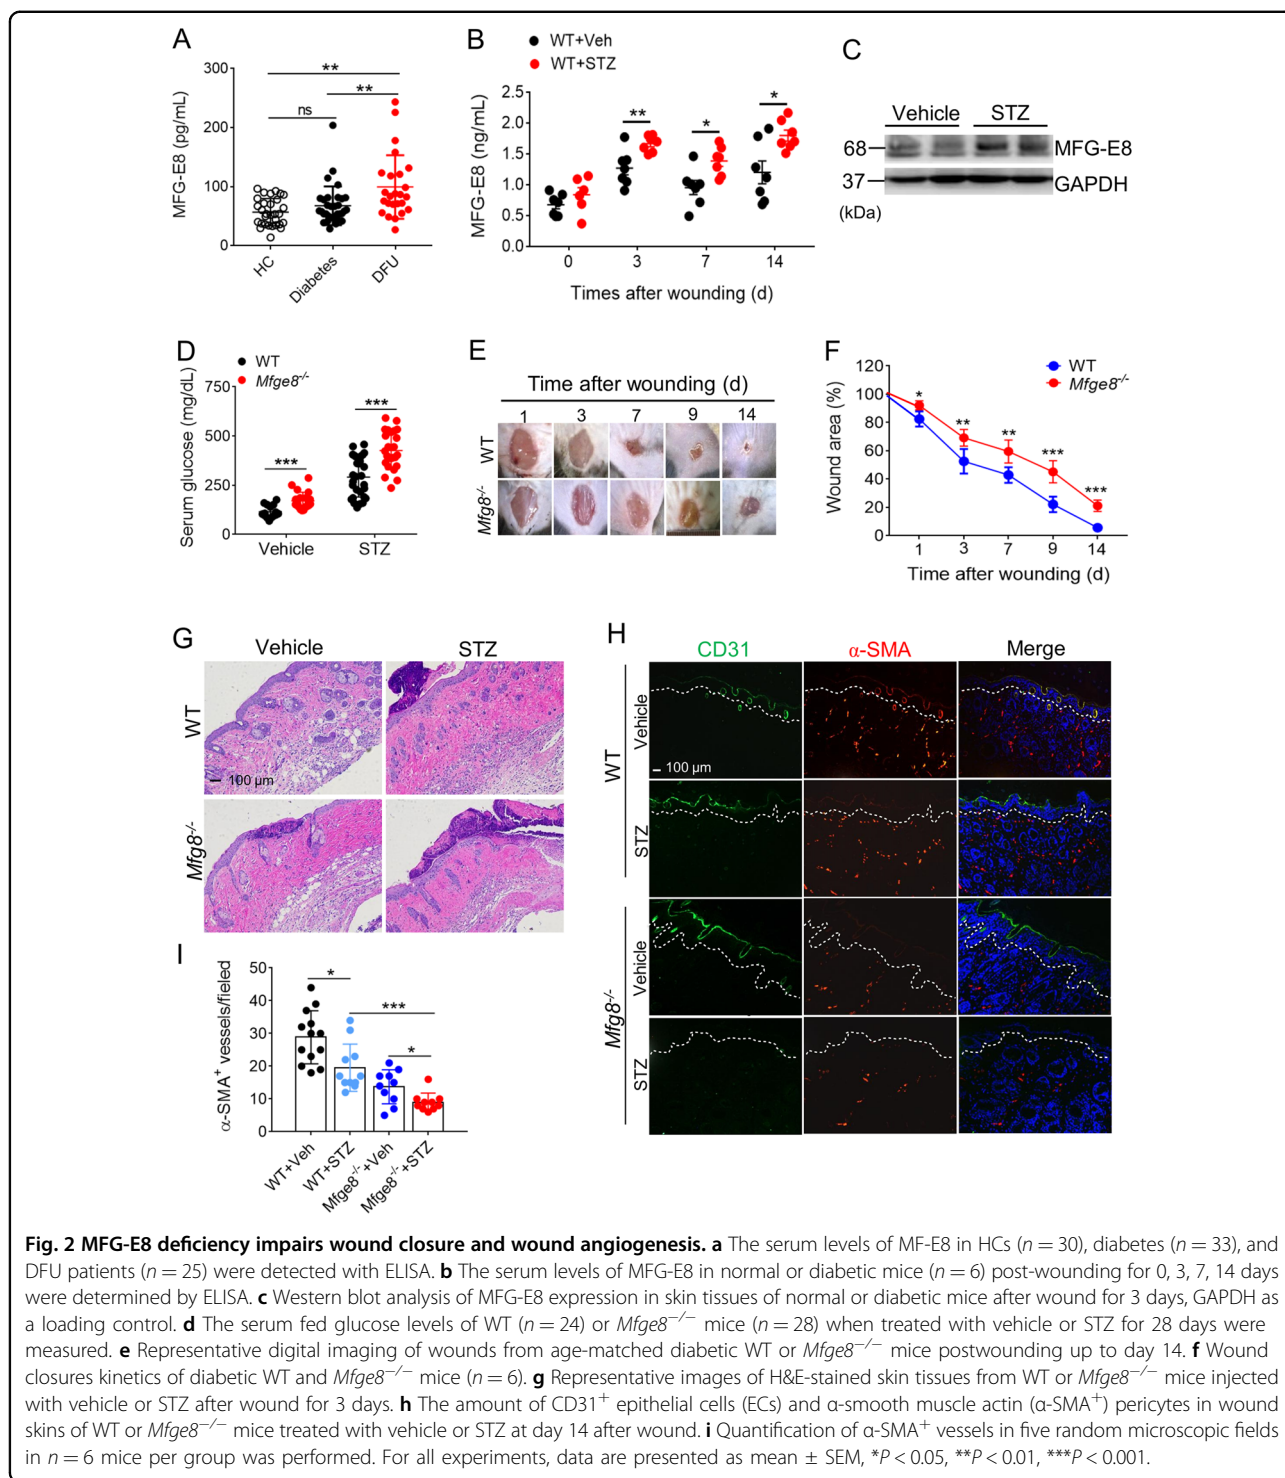 A
300
200
100
0
MFG-E8 (pg/mL)
**
**
ns
HC
Diabetes
DFU
B
WT+Veh
WT+STZ
2.5
2.0
1.5
1.0
0.5
0.0
MFG-E8 (ng/mL)
**
*
*
0 3 7 14
Times after wounding (d)
C
Vehicle STZ
68 MFG-E8
37 GAPDH
(kDa)
D
WT
Mfge8-/-
750
500
250
0
Serum glucose (mg/dL)
***
***
Vehicle STZ
E
Time after wounding (d)
1 3 7 9 14
WT
Mfg8-/-
F
WT
Mfge8-/-
120
100
80
60
40
20
0
Wound area (%)
*
**
**
***
***
1 3 7 9 14
Time after wounding (d)
G
Vehicle STZ
WT
100 µm
Mfg8-/-
H
CD31 α-SMA Merge
WT
Vehicle
100 µm
STZ
Mfg8-/-
Vehicle
STZ
I
50
40
30
20
10
0
α-SMA+ vessels/fieled
*
***
*
WT+Veh
WT+STZ
Mfge8-/-+Veh
Mfge8-/-+STZ
Fig. 2 MFG-E8 deficiency impairs wound closure and wound angiogenesis. a The serum levels of MF-E8 in HCs (n = 30), diabetes (n = 33), and
DFU patients (n = 25) were detected with ELISA. b The serum levels of MFG-E8 in normal or diabetic mice (n = 6) post-wounding for 0, 3, 7, 14 days
were determined by ELISA. c Western blot analysis of MFG-E8 expression in skin tissues of normal or diabetic mice after wound for 3 days, GAPDH as
a loading control. d The serum fed glucose levels of WT (n = 24) or Mfge8−/− mice (n = 28) when treated with vehicle or STZ for 28 days were
measured. e Representative digital imaging of wounds from age-matched diabetic WT or Mfge8−/− mice postwounding up to day 14. f Wound
closures kinetics of diabetic WT and Mfge8−/− mice (n = 6). g Representative images of H&E-stained skin tissues from WT or Mfge8−/− mice injected
with vehicle or STZ after wound for 3 days. h The amount of CD31+ epithelial cells (ECs) and α-smooth muscle actin (α-SMA+) pericytes in wound
skins of WT or Mfge8−/− mice treated with vehicle or STZ at day 14 after wound. i Quantification of α-SMA+ vessels in five random microscopic fields
in n = 6 mice per group was performed. For all experiments, data are presented as mean ± SEM, *P < 0.05, **P < 0.01, ***P < 0.001.